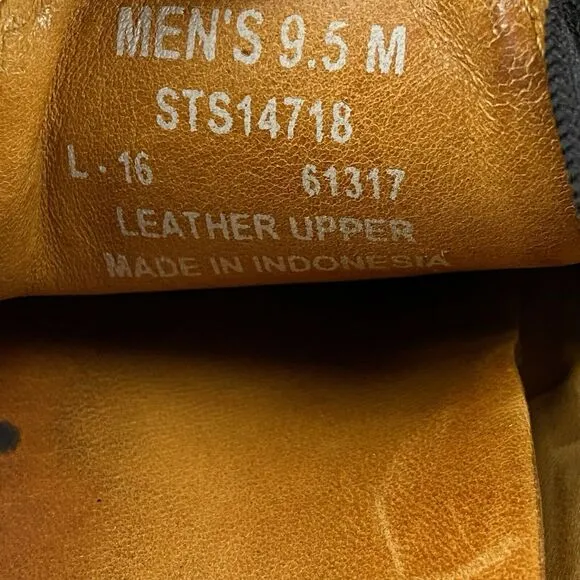 MEN'S 9.5 M
STS14718
L - 16 61317
LEATHER UPPER
MADE IN INDONESIA